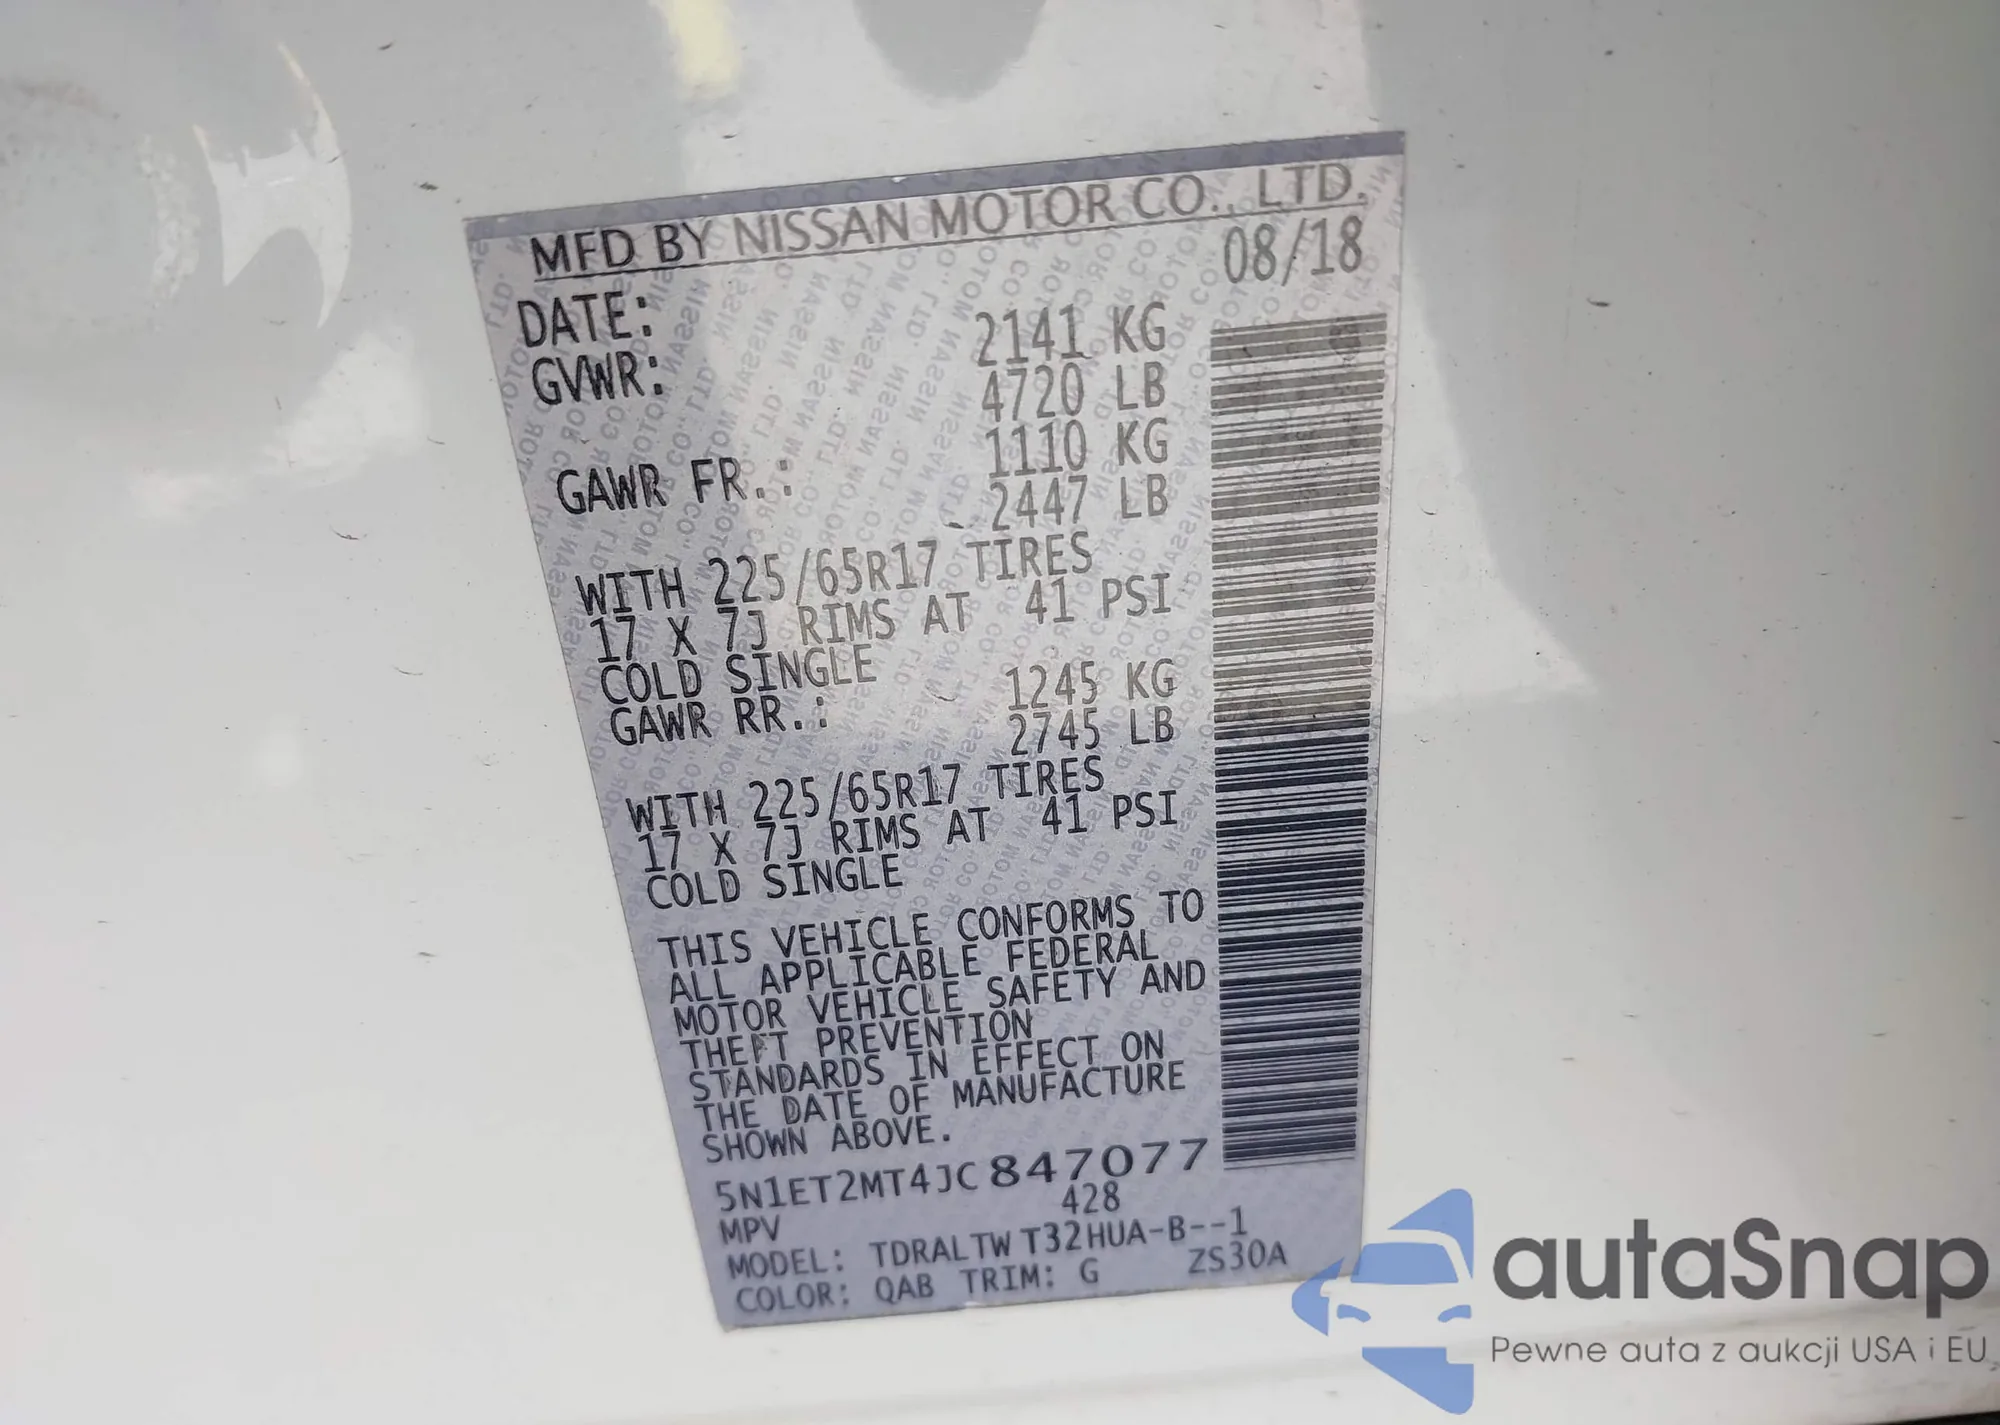 MFD BY NISSAN MOTOR CO., LTD.
DATE: 08/18
GVWR: 2141 KG
4720 LB
GAWR FR.: 1110 KG
2447 LB
WITH 225/65R17 TIRES
17 X 7J RIMS AT 41 PSI
COLD SINGLE
GAWR RR.: 1245 KG
2745 LB
WITH 225/65R17 TIRES
17 X 7J RIMS AT 41 PSI
COLD SINGLE
THIS VEHICLE CONFORMS TO
ALL APPLICABLE FEDERAL
MOTOR VEHICLE SAFETY AND
THEFT PREVENTION
STANDARDS IN EFFECT ON
THE DATE OF MANUFACTURE
SHOWN ABOVE.
5N1ET2MT4JC847077
MPV 428
MODEL: TDRALTW T32HUA-B--1
COLOR: QAB TRIM: G ZS30A
autaSnap
Pewne auta z aukcji USA i EU